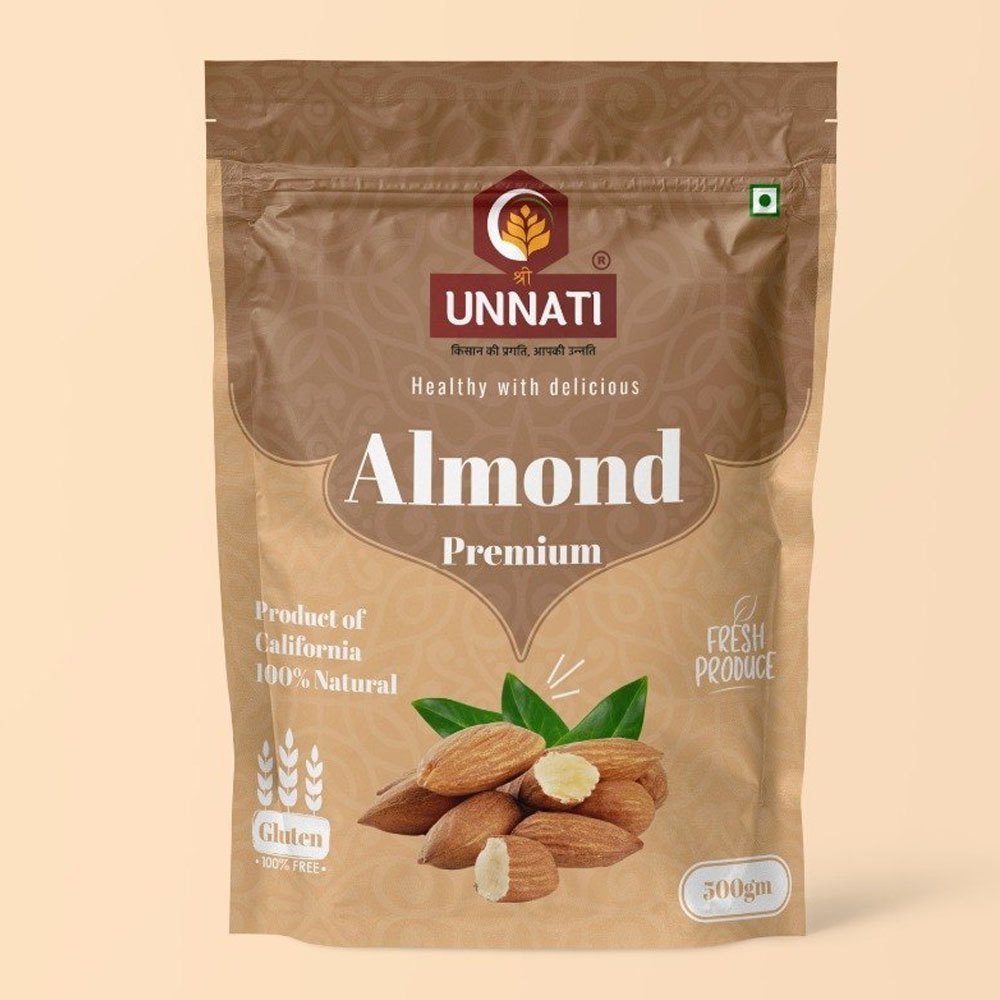 श्री
®
UNNATI
किसान की प्रगति, आपकी उन्नति
Healthy with delicious
Almond
Premium
Product of
California
100% Natural
FRESH
PRODUCE
Gluten
• 100% FREE •
500gm